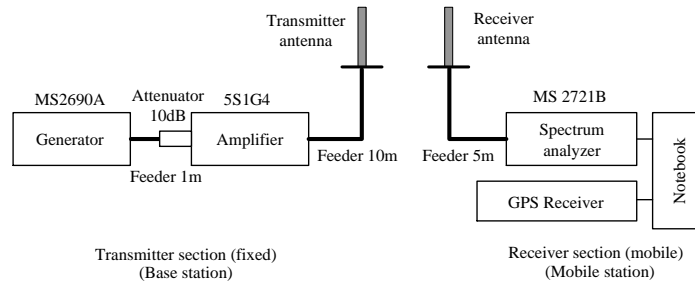 Transmitter
antenna
Receiver
antenna
MS2690A
Attenuator
10dB
5S1G4
MS 2721B
Generator
Amplifier
Spectrum
analyzer
Feeder 1m
Feeder 10m
Feeder 5m
GPS Receiver
Notebook
Transmitter section (fixed)
(Base station)
Receiver section (mobile)
(Mobile station)